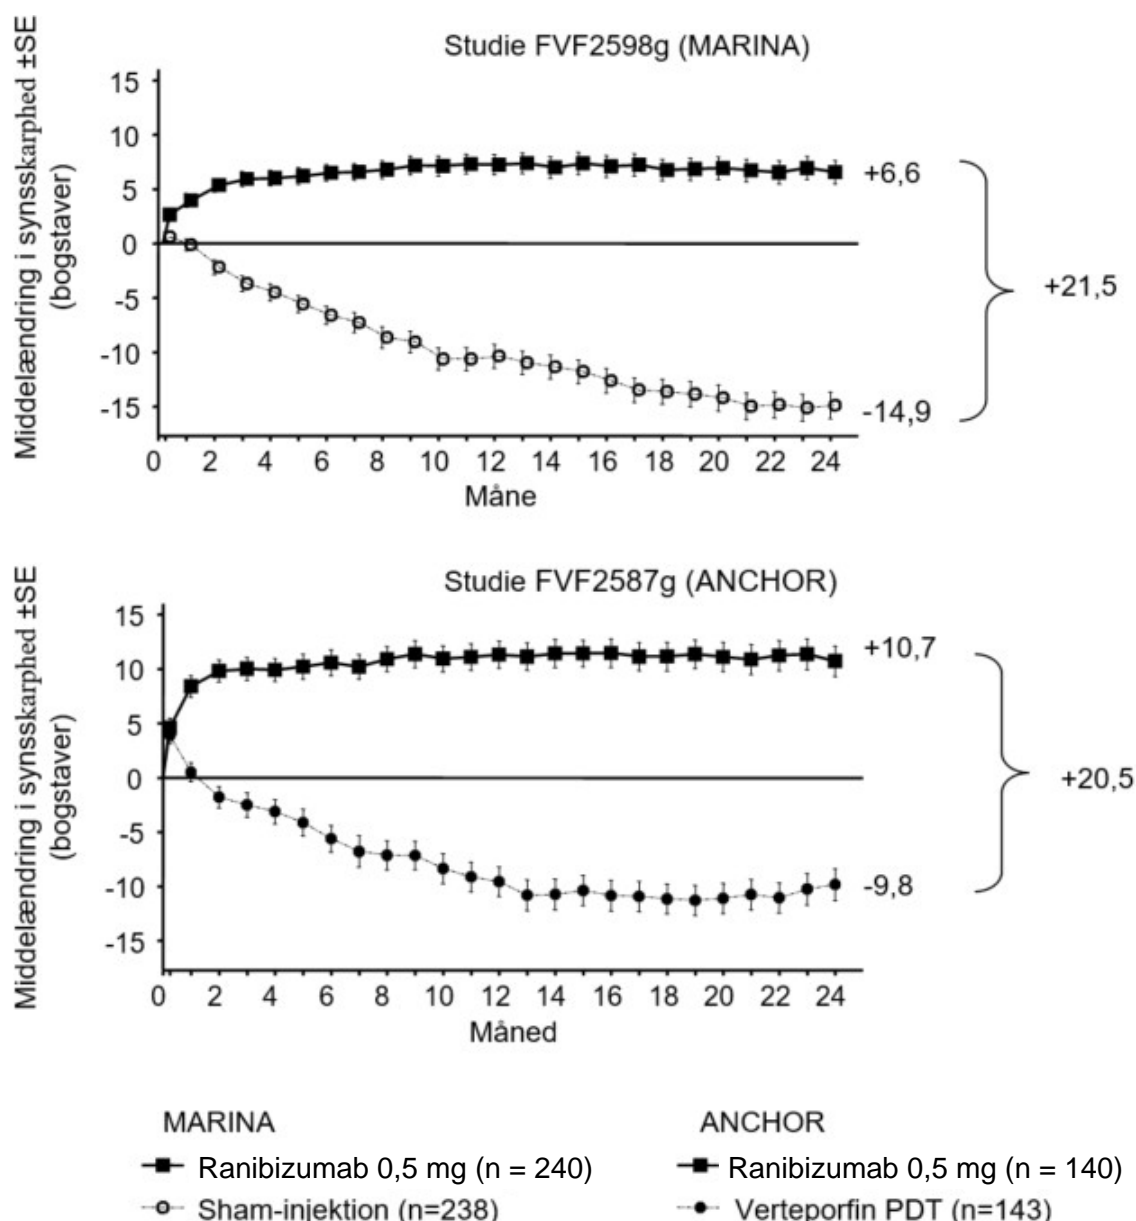 Studie FVF2598g (MARINA)
Middelændring i synsskarphed ±SE
(bogstaver)
15
10
5
0
-5
-10
-15
+6,6
-14,9
+21,5
0 2 4 6 8 10 12 14 16 18 20 22 24
Måne
Studie FVF2587g (ANCHOR)
Middelændring i synsskarphed ±SE
(bogstaver)
15
10
5
0
-5
-10
-15
+10,7
-9,8
+20,5
0 2 4 6 8 10 12 14 16 18 20 22 24
Måned
MARINA
Ranibizumab 0,5 mg (n = 240)
Sham-injektion (n=238)
ANCHOR
Ranibizumab 0,5 mg (n = 140)
Verteporfin PDT (n=143)